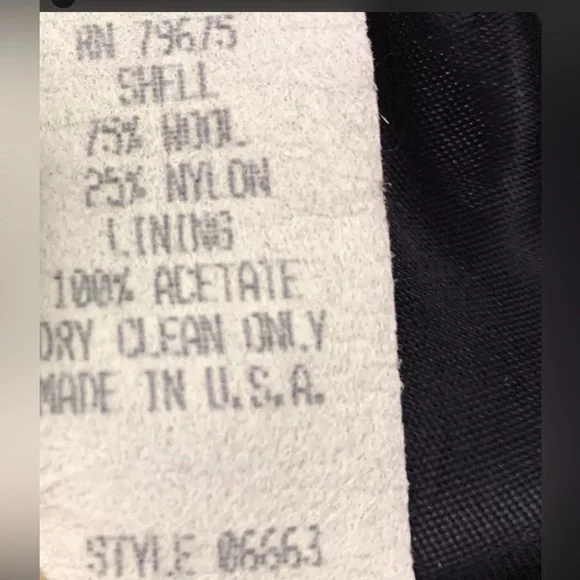 RN 79675
SHELL
75% WOOL
25% NYLON
LINING
100% ACETATE
DRY CLEAN ONLY
MADE IN U.S.A.
STYLE 06663